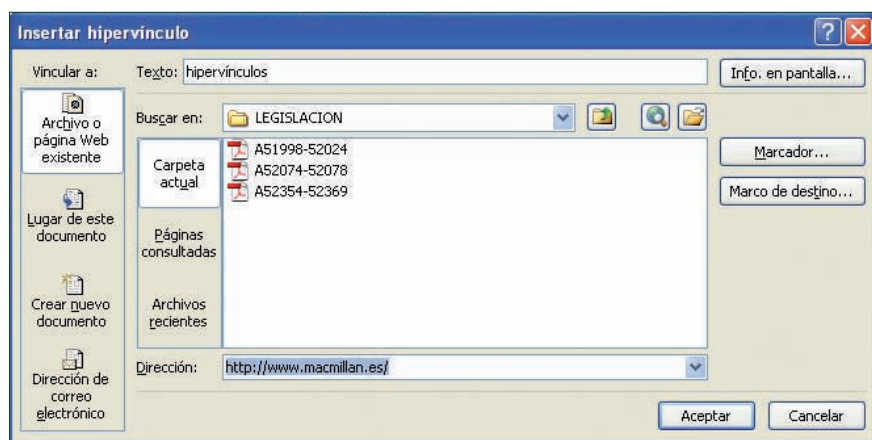 Insertar hipervínculo
Vincular a:
Texto: hipervínculos
Info. en pantalla...
Archivo o
página Web
existente
Buscar en:
LEGISLACION
Carpeta
actual
A51998-52024
A52074-52078
A52354-52369
Marcador...
Marco de destino...
Lugar de este
documento
Páginas
consultadas
Crear nuevo
documento
Archivos
recientes
Dirección de
correo
electrónico
Dirección:
http://www.macmillan.es/
Aceptar
Cancelar